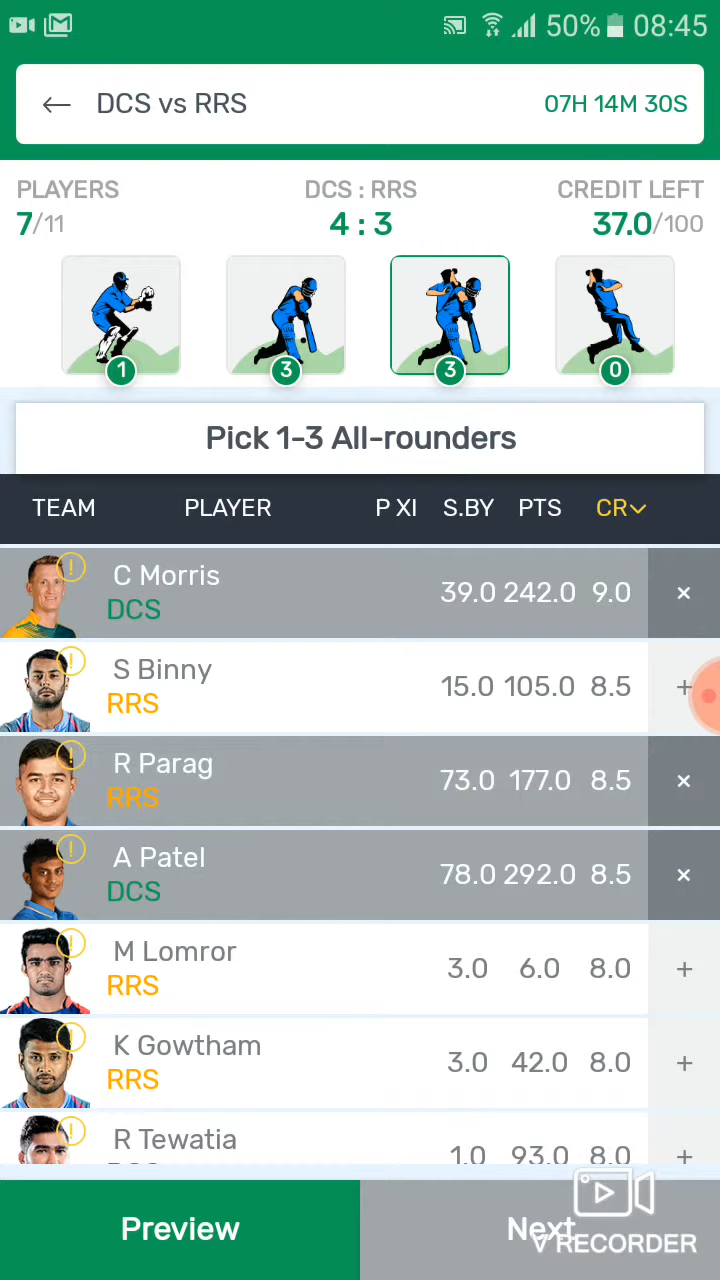 50% 08:45
DCS vs RRS 07H 14M 30S
PLAYERS DCS : RRS CREDIT LEFT
7/11 4 : 3 37.0/100
1 3 3 0
Pick 1-3 All-rounders
TEAM PLAYER P XI S.BY PTS CR
C Morris
DCS 39.0 242.0 9.0 ×
S Binny
RRS 15.0 105.0 8.5 +
R Parag
RRS 73.0 177.0 8.5 ×
A Patel
DCS 78.0 292.0 8.5 ×
M Lomror
RRS 3.0 6.0 8.0 +
K Gowtham
RRS 3.0 42.0 8.0 +
R Tewatia
1.0 93.0 8.0 +
Preview Next
V RECORDER